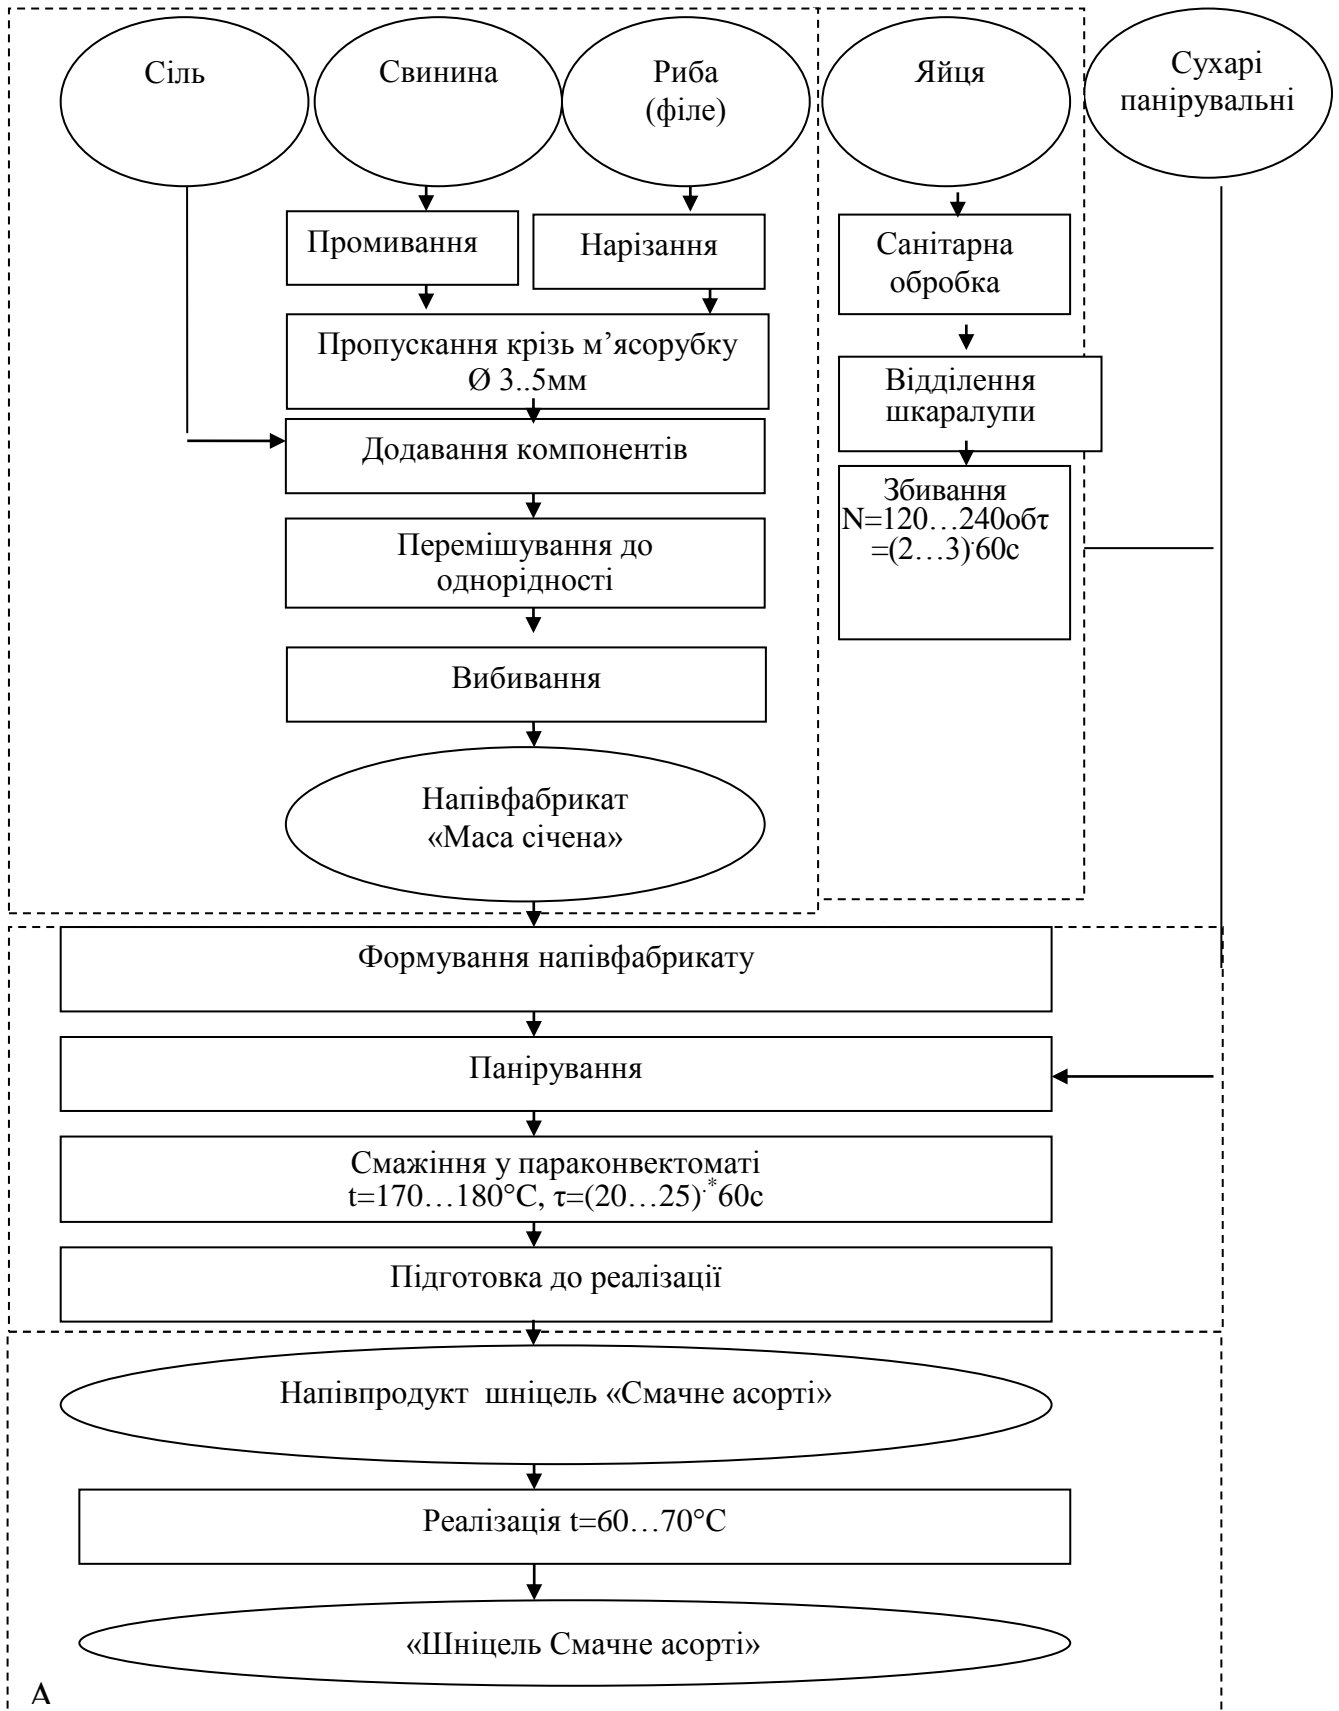 Сіль
Свинина
Риба
(філе)
Яйця
Сухарі
панірувальні
Промивання
Нарізання
Санітарна
обробка
Пропускання крізь м’ясорубку
Ø 3..5мм
Відділення
шкаралупи
Додавання компонентів
Збивання
N=120…240обτ
=(2…3)·60с
Перемішування до
однорідності
Вибивання
Напівфабрикат
«Маса січена»
Формування напівфабрикату
Панірування
Смажіння у параконвектоматі
t=170…180°С, τ=(20…25)·*60с
Підготовка до реалізації
Напівпродукт шніцель «Смачне асорті»
Реалізація t=60…70°С
«Шніцель Смачне асорті»
А